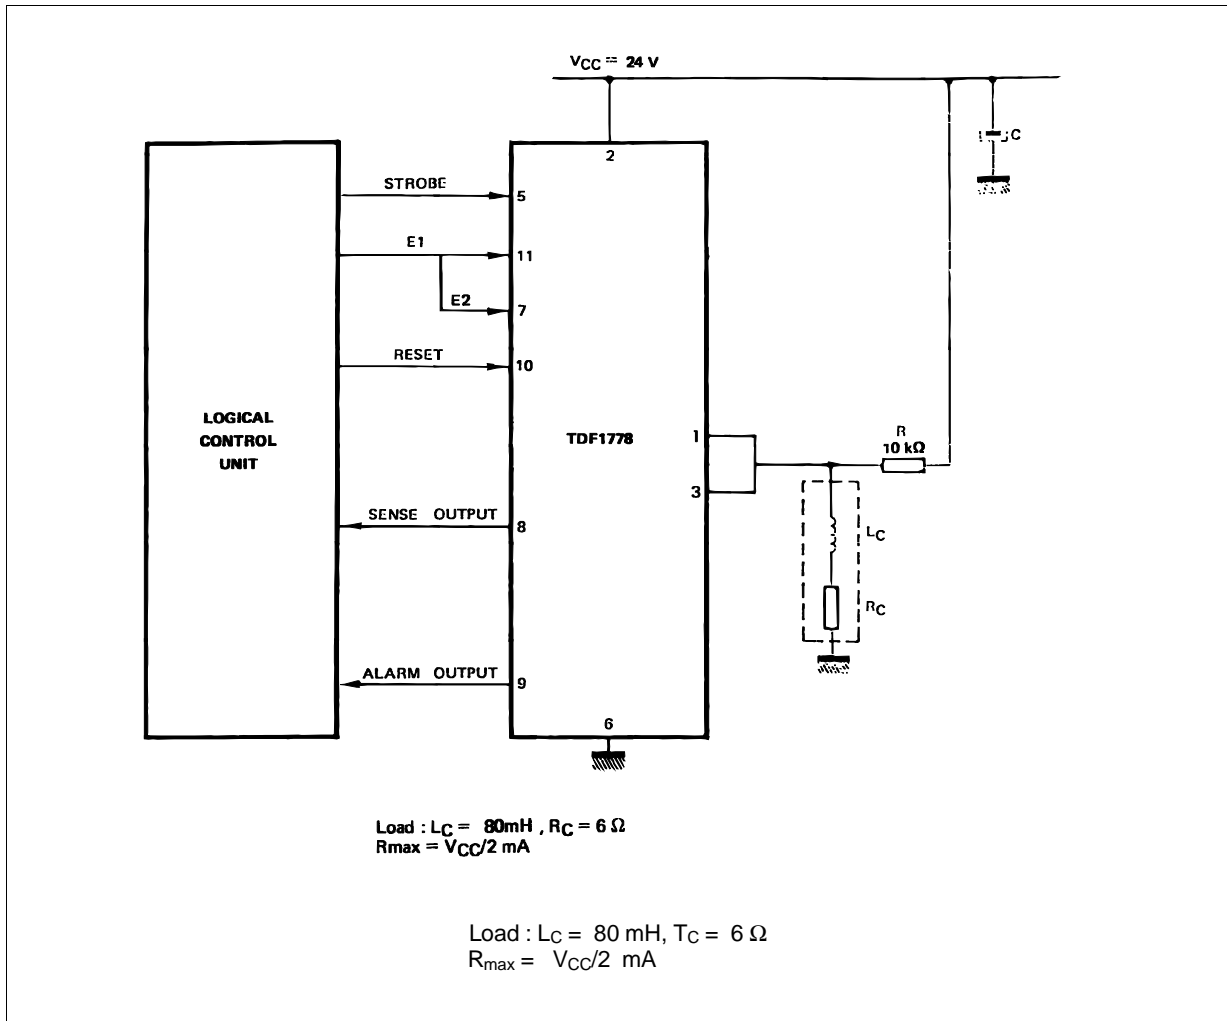 VCC = 24 V
C
2
STROBE
5
E1
11
E2
7
RESET
10
LOGICAL
CONTROL
UNIT
TDF1778
1
3
R
10 kΩ
LC
RC
SENSE OUTPUT
8
ALARM OUTPUT
9
6
Load : LC = 80mH , RC = 6 Ω
Rmax = VCC/2 mA
Load : LC = 80 mH, TC = 6 Ω
Rmax = VCC/2 mA